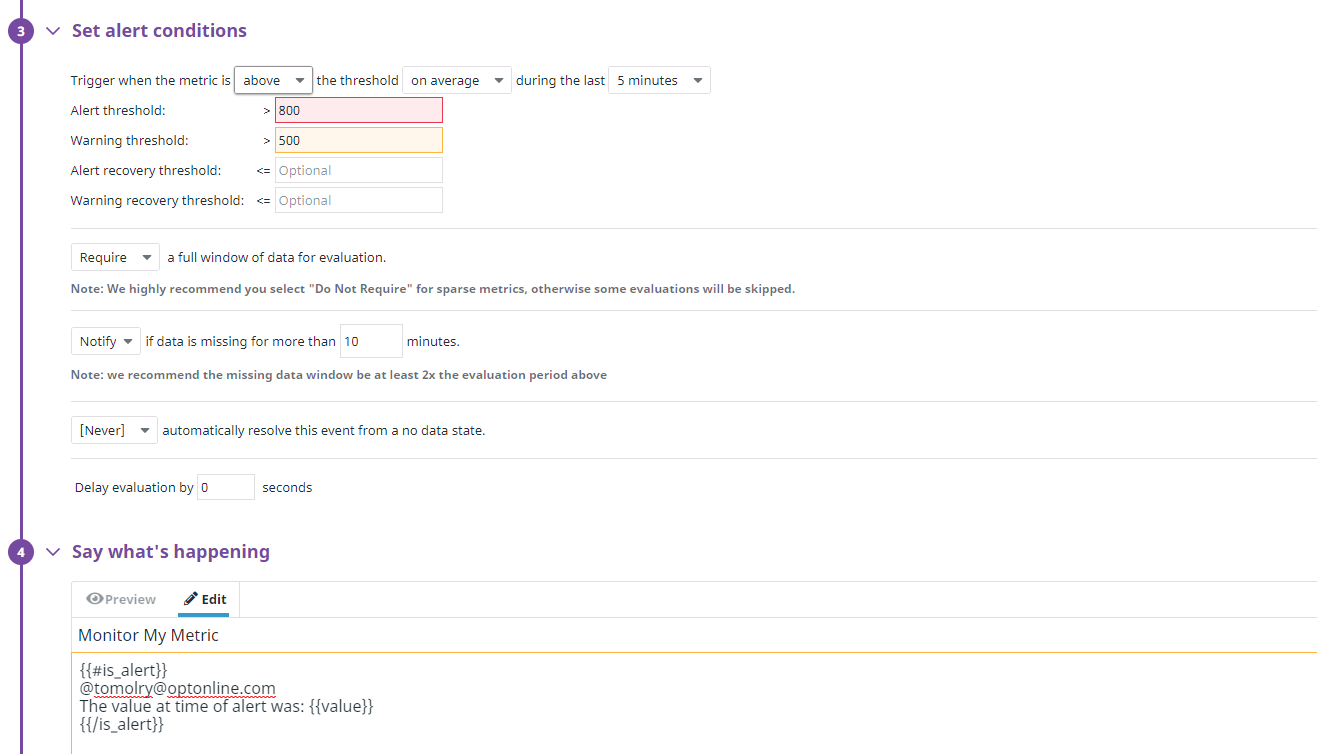 3 Set alert conditions
Trigger when the metric is above the threshold on average during the last 5 minutes
Alert threshold: > 800
Warning threshold: > 500
Alert recovery threshold: <= Optional
Warning recovery threshold: <= Optional
Require a full window of data for evaluation.
Note: We highly recommend you select "Do Not Require" for sparse metrics, otherwise some evaluations will be skipped.
Notify if data is missing for more than 10 minutes.
Note: we recommend the missing data window be at least 2x the evaluation period above
[Never] automatically resolve this event from a no data state.
Delay evaluation by 0 seconds
4 Say what's happening
Preview Edit
Monitor My Metric
{{#is_alert}}
@tomolry@optonline.com
The value at time of alert was: {{value}}
{{/is_alert}}